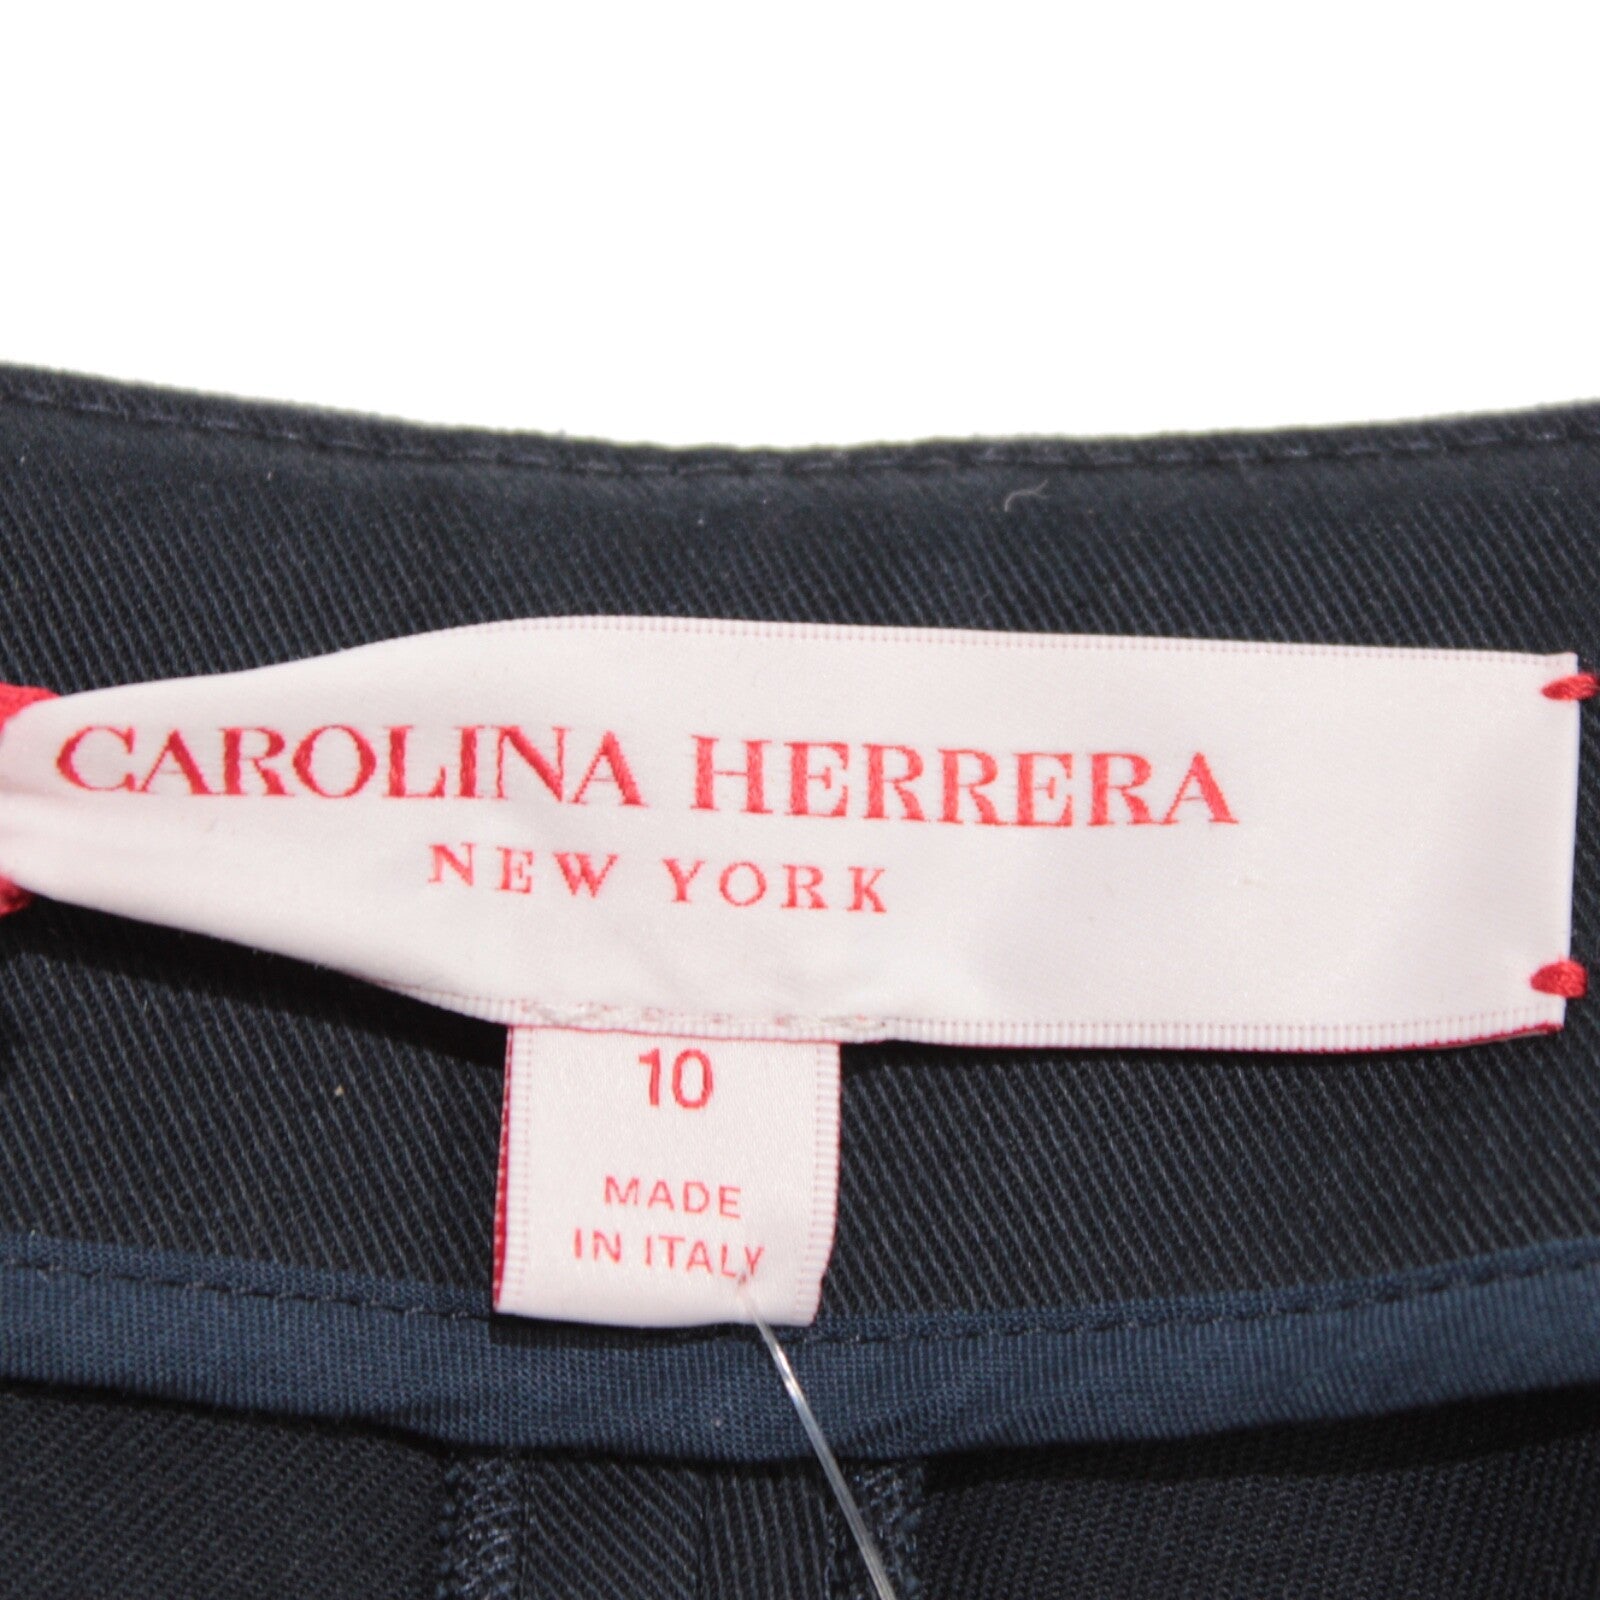 CAROLINA HERRERA
NEW YORK
10
MADE
IN ITALY